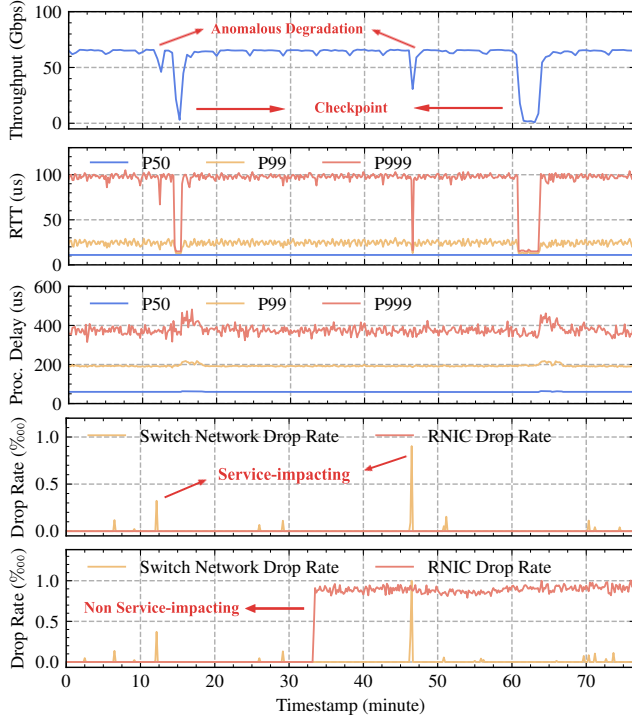 Throughput (Gbps)
100
50
0
Anomalous Degradation
Checkpoint
RTT (us)
100
50
0
P50 P99 P999
Proc. Delay (us)
600
400
200
0
P50 P99 P999
Drop Rate (‱)
1.0
0.5
0.0
Switch Network Drop Rate RNIC Drop Rate
Service-impacting
Drop Rate (‱)
1.0
0.5
0.0
Switch Network Drop Rate RNIC Drop Rate
Non Service-impacting
0 10 20 30 40 50 60 70
Timestamp (minute)